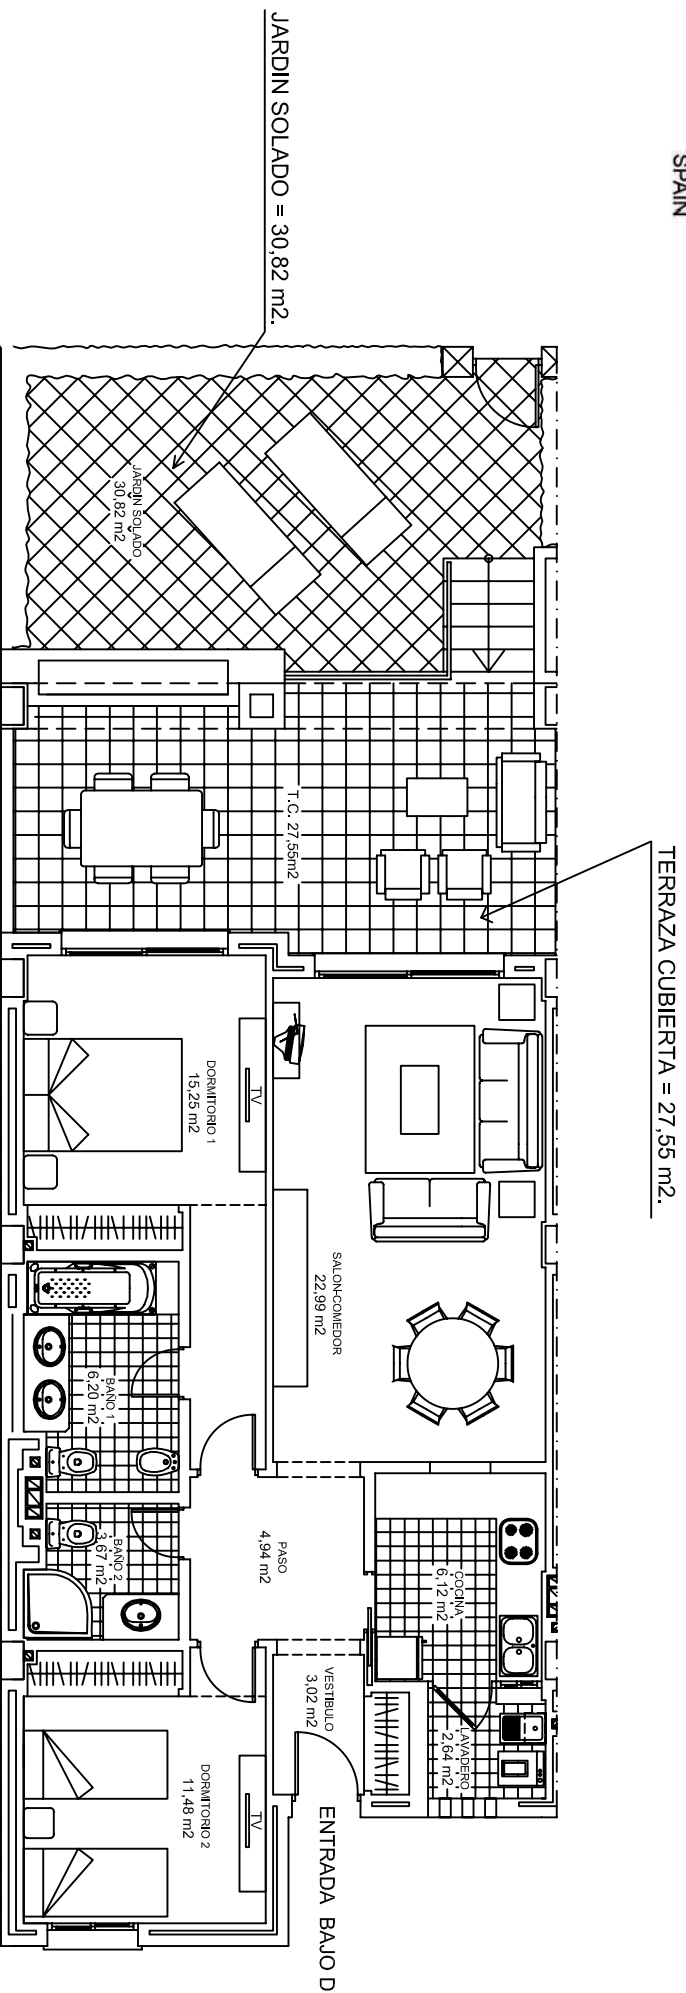 SPAIN
JARDIN SOLADO = 30,82 m2.
TERRAZA CUBIERTA = 27,55 m2.
JARDIN SOLADO
30,82 m2
T.C. 27,55m2
DORMITORIO 1
15,25 m2
TV
SALON-COMEDOR
22,99 m2
BAÑO 1
6,20 m2
BAÑO 2
3,67 m2
PASO
4,94 m2
COCINA
6,12 m2
LAVADERO
2,64 m2
VESTIBULO
3,02 m2
DORMITORIO 2
11,48 m2
TV
ENTRADA BAJO D